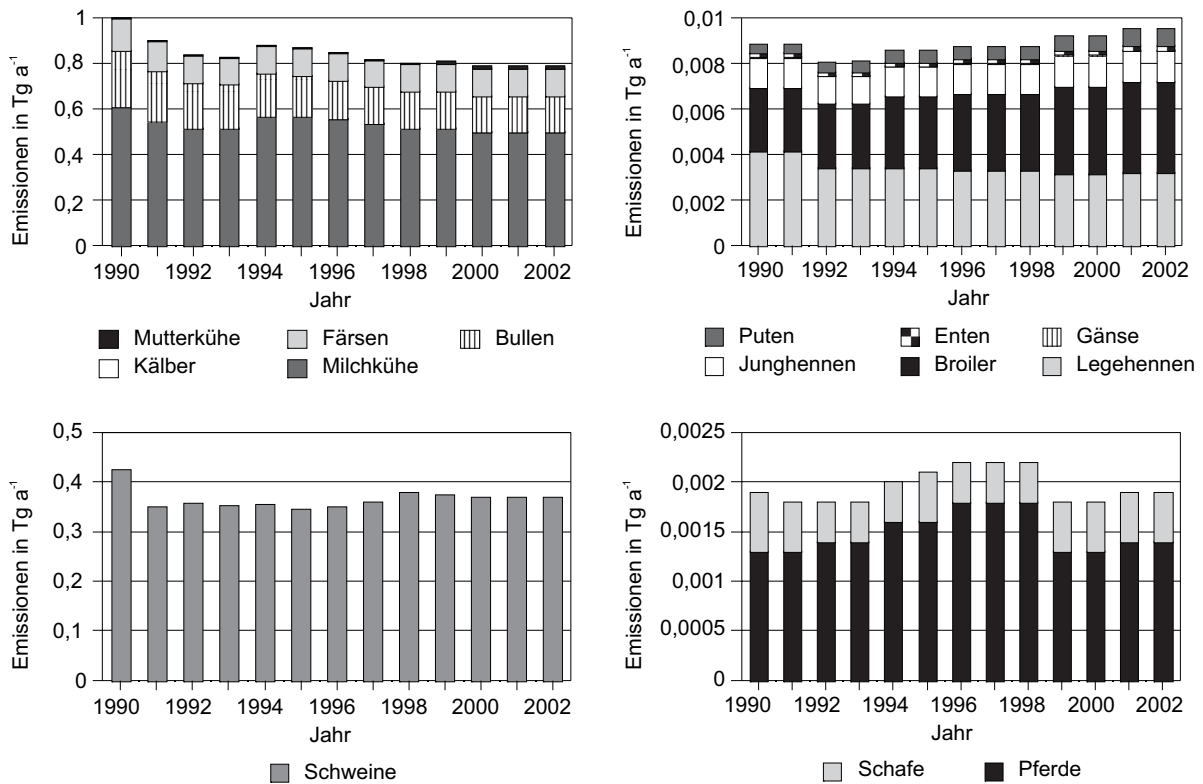 Emissionen in Tg a-1
1
0,8
0,6
0,4
0,2
0
1990 1992 1994 1996 1998 2000 2002
Jahr
Mutterkühe Färsen Bullen
Kälber Milchkühe
Emissionen in Tg a-1
0,01
0,008
0,006
0,004
0,002
0
1990 1992 1994 1996 1998 2000 2002
Jahr
Puten Enten Gänse
Junghennen Broiler Legehennen
Emissionen in Tg a-1
0,5
0,4
0,3
0,2
0,1
0
1990 1992 1994 1996 1998 2000 2002
Jahr
Schweine
Emissionen in Tg a-1
0,0025
0,002
0,0015
0,001
0,0005
0
1990 1992 1994 1996 1998 2000 2002
Jahr
Schafe Pferde